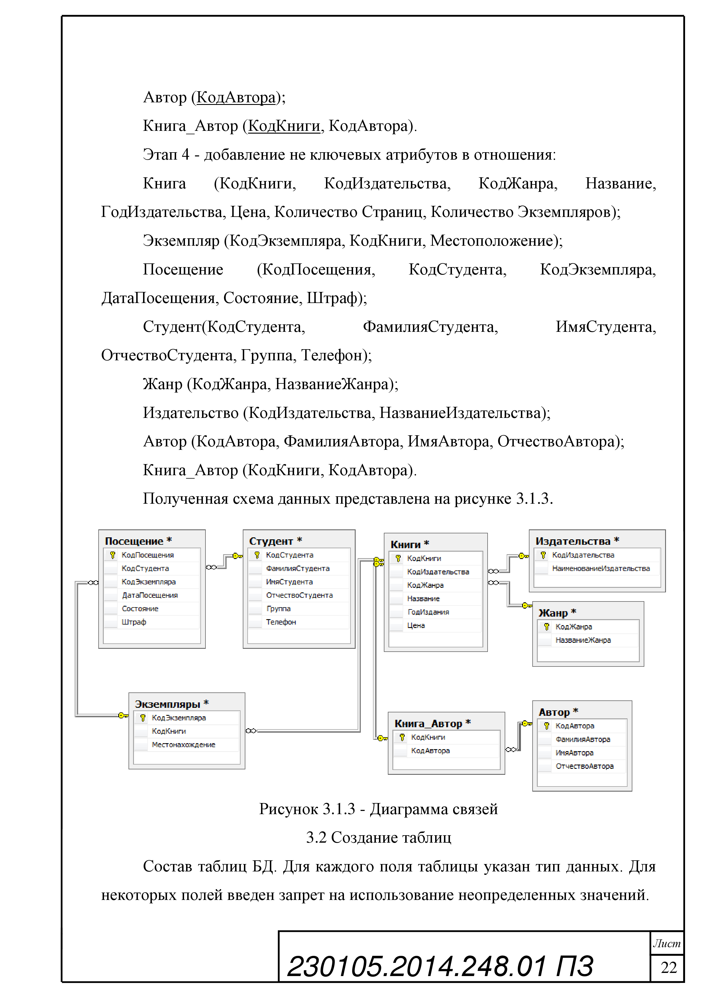 Автор (КодАвтора);
Книга_Автор (КодКниги, КодАвтора).
Этап 4 - добавление не ключевых атрибутов в отношения:
Книга (КодКниги, КодИздательства, КодЖанра, Название,
ГодИздательства, Цена, Количество Страниц, Количество Экземпляров);
Экземпляр (КодЭкземпляра, КодКниги, Местоположение);
Посещение (КодПосещения, КодСтудента, КодЭкземпляра,
ДатаПосещения, Состояние, Штраф);
Студент(КодСтудента, ФамилияСтудента, ИмяСтудента,
ОтчествоСтудента, Группа, Телефон);
Жанр (КодЖанра, НазваниеЖанра);
Издательство (КодИздательства, НазваниеИздательства);
Автор (КодАвтора, ФамилияАвтора, ИмяАвтора, ОтчествоАвтора);
Книга_Автор (КодКниги, КодАвтора).
Полученная схема данных представлена на рисунке 3.1.3.
Посещение *
КодПосещения
КодСтудента
КодЭкземпляра
ДатаПосещения
Состояние
Штраф
Студент *
КодСтудента
ФамилияСтудента
ИмяСтудента
ОтчествоСтудента
Группа
Телефон
Книги *
КодКниги
КодИздательства
КодЖанра
Название
ГодИздания
Цена
Издательства *
КодИздательства
НаименованиеИздательства
Жанр *
КодЖанра
НазваниеЖанра
Экземпляры *
КодЭкземпляра
КодКниги
Местонахождение
Книга_Автор *
КодКниги
КодАвтора
Автор *
КодАвтора
ФамилияАвтора
ИмяАвтора
ОтчествоАвтора
Рисунок 3.1.3 - Диаграмма связей
3.2 Создание таблиц
Состав таблиц БД. Для каждого поля таблицы указан тип данных. Для
некоторых полей введен запрет на использование неопределенных значений.
230105.2014.248.01 ПЗ
Лист
22